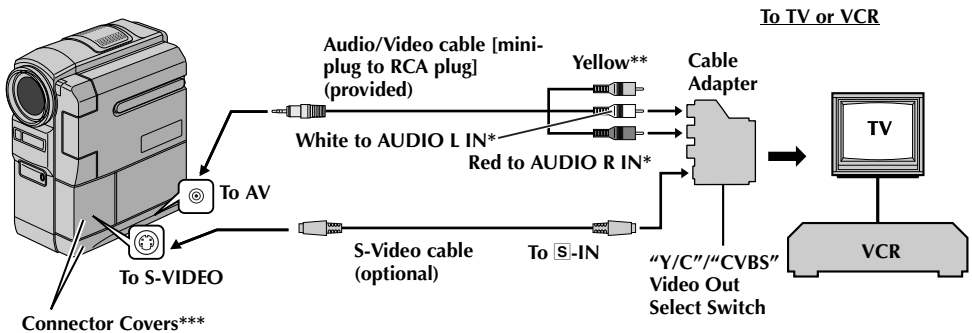 To TV or VCR
Audio/Video cable [mini-
plug to RCA plug]
(provided)
Yellow**
Cable
Adapter
White to AUDIO L IN*
Red to AUDIO R IN*
TV
To AV
S-Video cable
(optional)
To S-IN
To S-VIDEO
"Y/C"/"CVBS"
Video Out
Select Switch
VCR
Connector Covers***